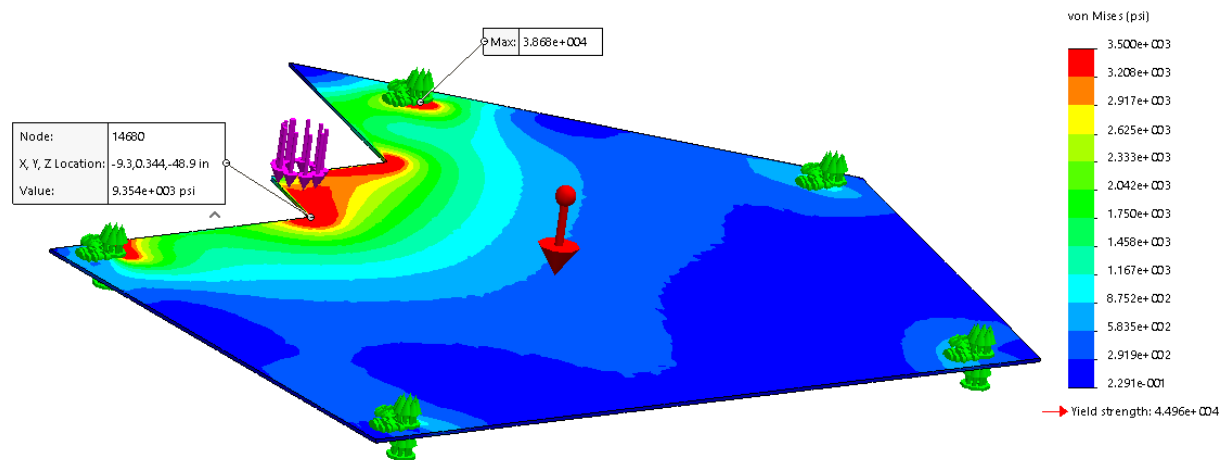 von Mises (psi)
Max: 3.868e+004
3.500e+003
3.208e+003
2.917e+003
2.625e+003
2.333e+003
2.042e+003
1.750e+003
1.458e+003
1.167e+003
8.752e+002
5.835e+002
2.919e+002
2.291e-001
Yield strength: 4.496e+004
Node: 14680
X, Y, Z Location: -9.3,0.344,-48.9 in
Value: 9.354e+003 psi